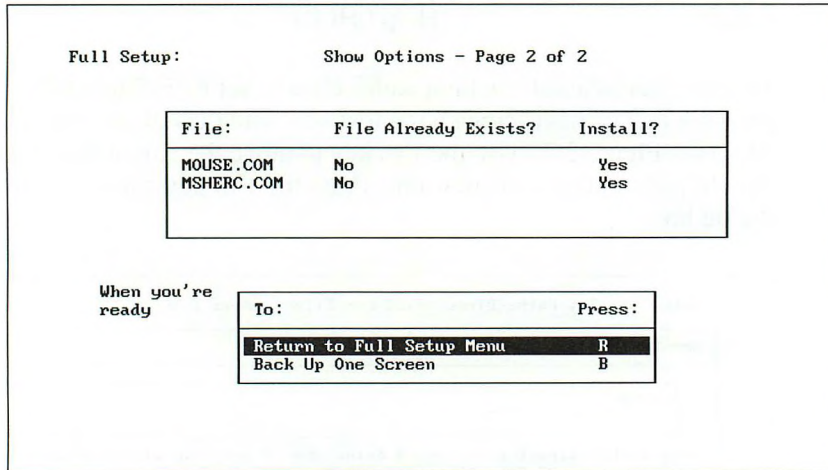 Full Setup: Show Options - Page 2 of 2
File: File Already Exists? Install?
MOUSE.COM No Yes
MSHERC.COM No Yes
When you're
ready
To: Press:
Return to Full Setup Menu R
Back Up One Screen B